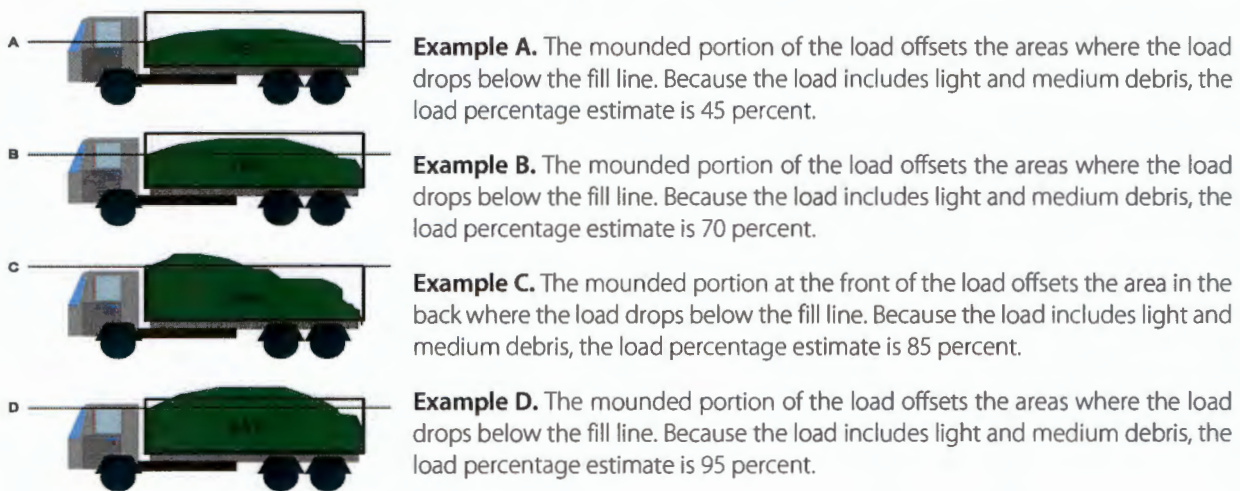 A
Example A. The mounded portion of the load offsets the areas where the load
drops below the fill line. Because the load includes light and medium debris, the
load percentage estimate is 45 percent.
B
Example B. The mounded portion of the load offsets the areas where the load
drops below the fill line. Because the load includes light and medium debris, the
load percentage estimate is 70 percent.
C
Example C. The mounded portion at the front of the load offsets the area in the
back where the load drops below the fill line. Because the load includes light and
medium debris, the load percentage estimate is 85 percent.
D
Example D. The mounded portion of the load offsets the areas where the load
drops below the fill line. Because the load includes light and medium debris, the
load percentage estimate is 95 percent.